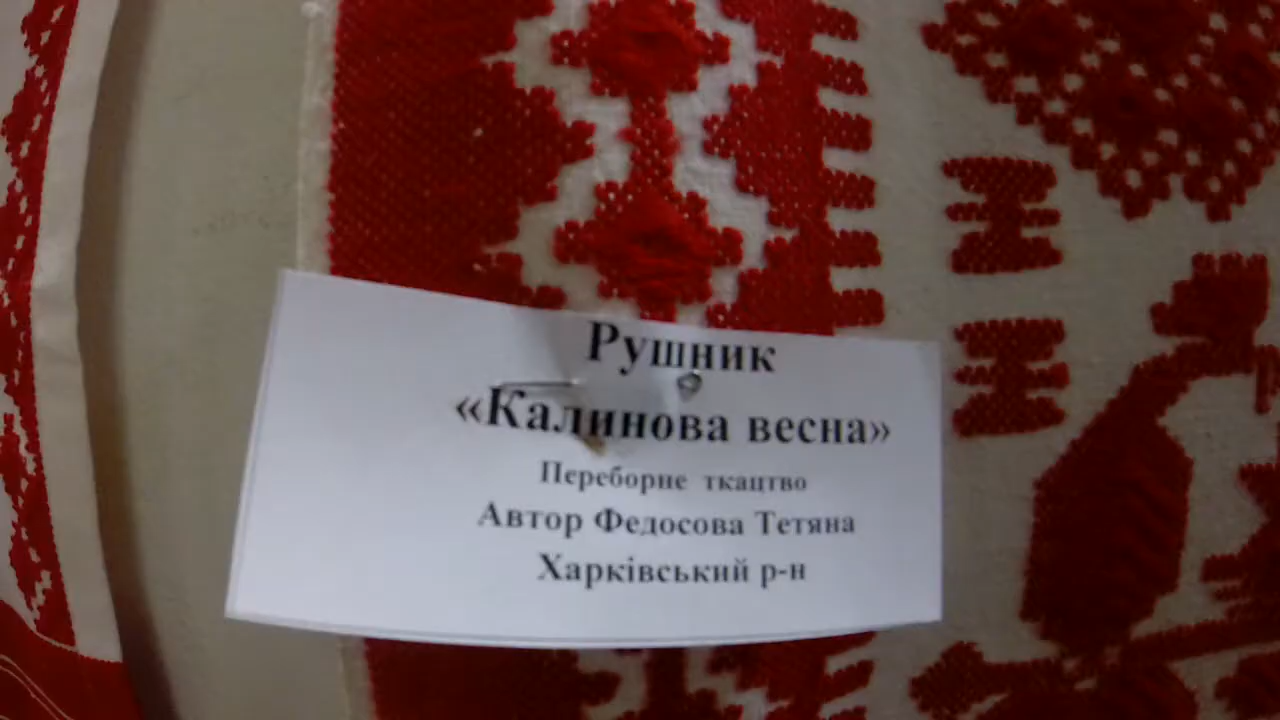 Рушник
«Калинова весна»
Переборне ткацтво
Автор Федосова Тетяна
Харківський р-н